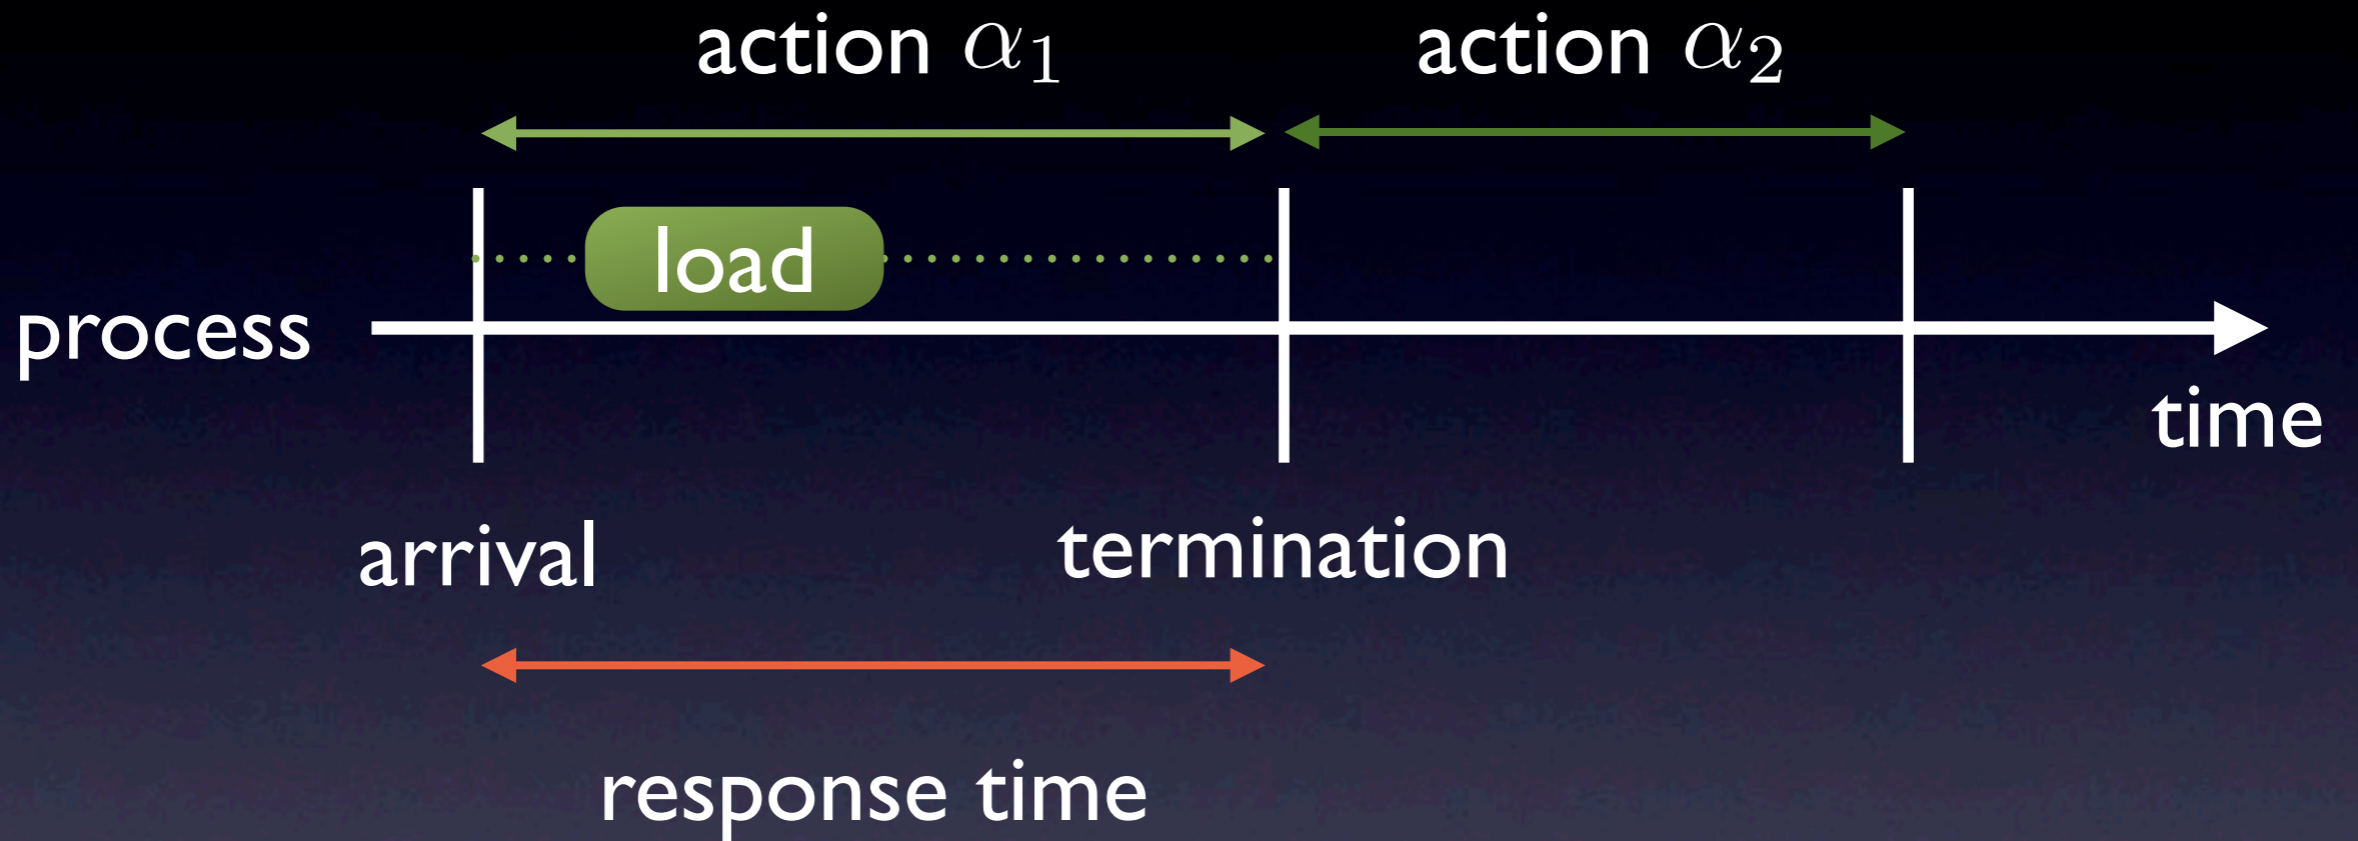 action α₁
action α₂
load
process
time
arrival
termination
response time